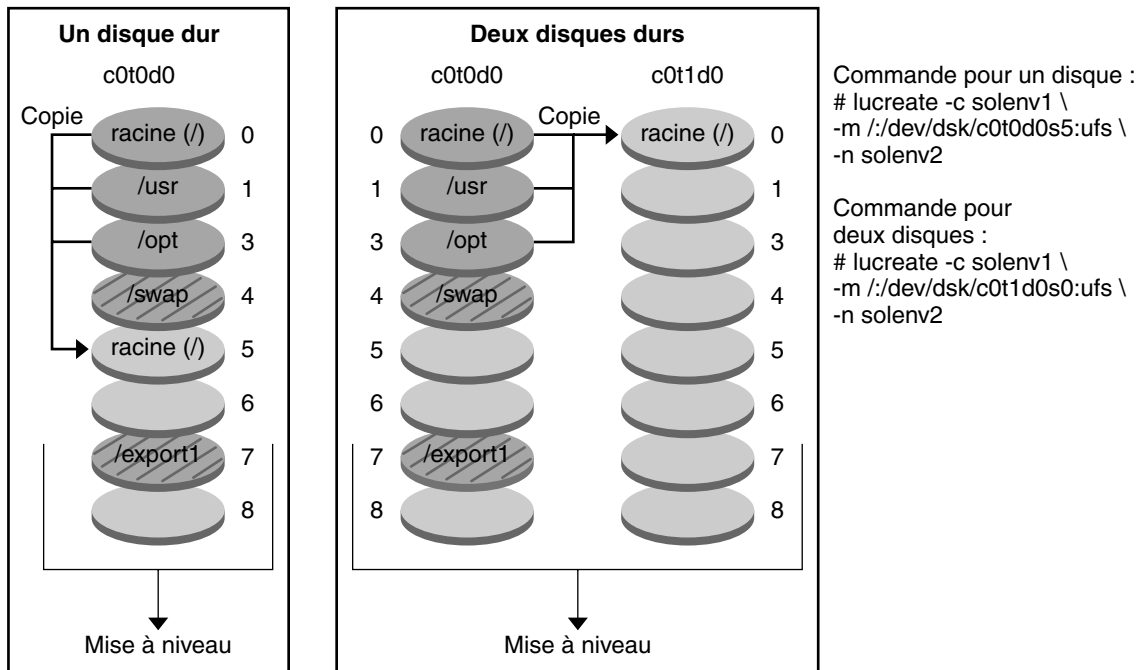 Un disque dur
c0t0d0
Copie
racine (/) 0
/usr 1
/opt 3
/swap 4
racine (/) 5
6
/export1 7
8
Mise à niveau
Deux disques durs
c0t0d0 c0t1d0
Copie
0 racine (/) racine (/) 0
1 /usr 1
3 /opt 3
4 /swap 4
5 5
6 6
7 /export1 7
8 8
Mise à niveau
Commande pour un disque :
# lucreate -c solenv1 \
-m /:/dev/dsk/c0t0d0s5:ufs \
-n solenv2
Commande pour
deux disques :
# lucreate -c solenv1 \
-m /:/dev/dsk/c0t1d0s0:ufs \
-n solenv2